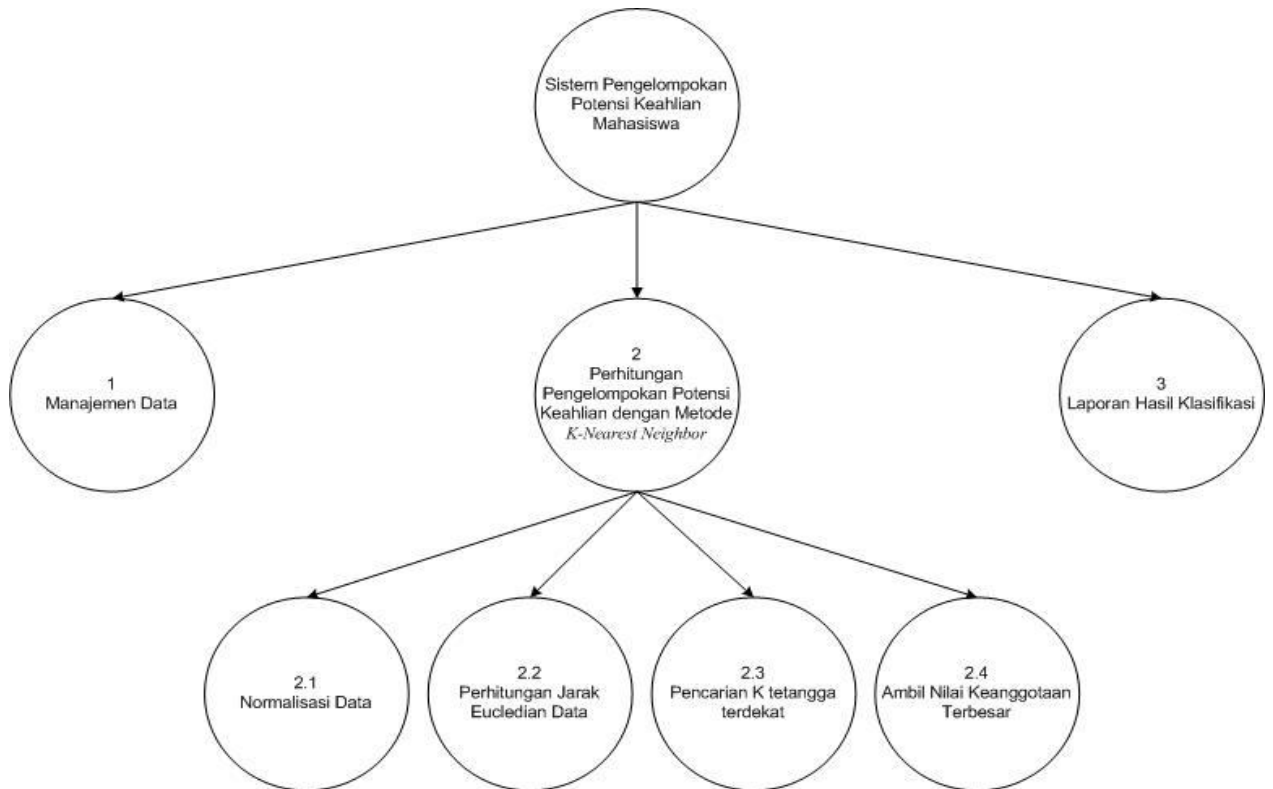 Sistem Pengelompokan
Potensi Keahlian
Mahasiswa
1
Manajemen Data
2
Perhitungan
Pengelompokan Potensi
Keahlian dengan Metode
K-Nearest Neighbor
3
Laporan Hasil Klasifikasi
2.1
Normalisasi Data
2.2
Perhitungan Jarak
Eucledian Data
2.3
Pencarian K tetangga
terdekat
2.4
Ambil Nilai Keanggotaan
Terbesar